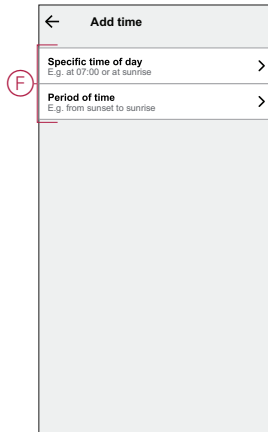 Add time
Specific time of day
E.g. at 07:00 or at sunrise
F
Period of time
E.g. from sunset to sunrise